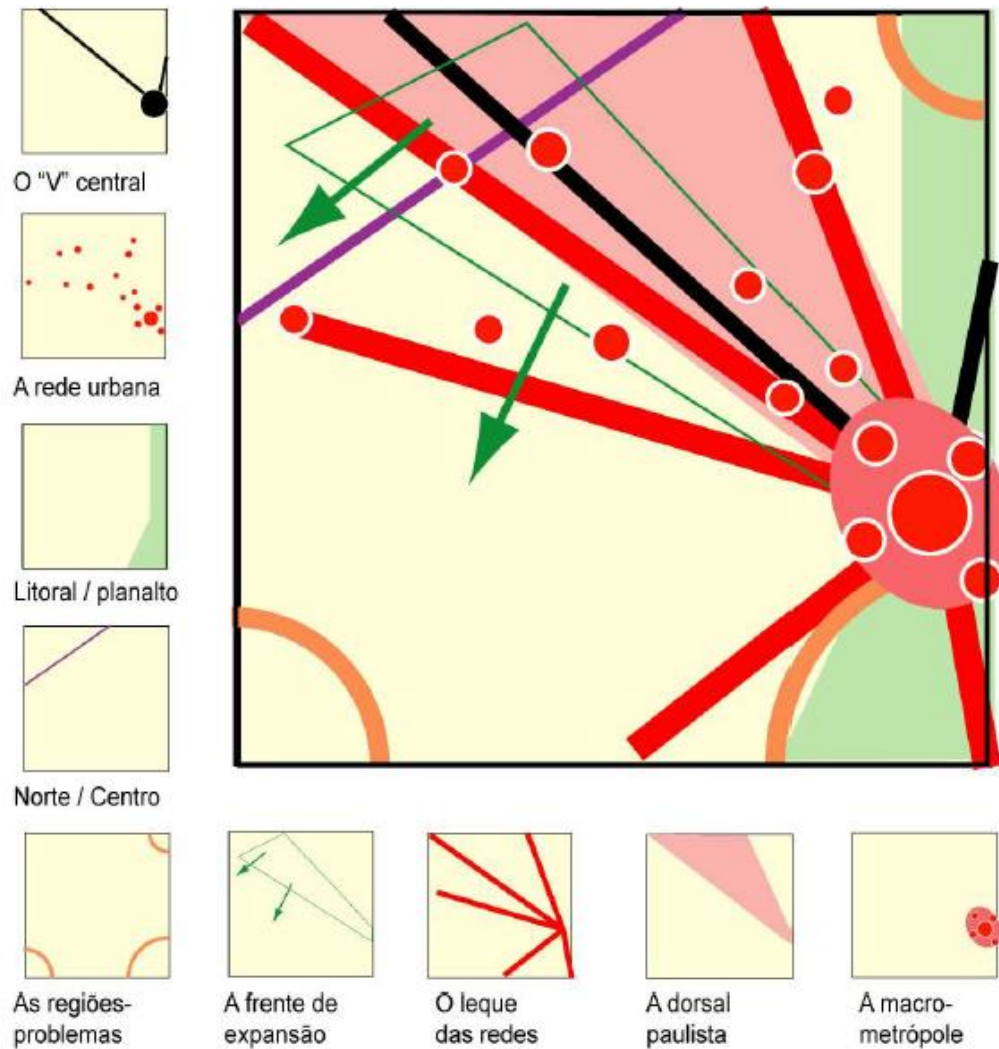 O "V" central
A rede urbana
Litoral / planalto
Norte / Centro
As regiões-
problemas
A frente de
expansão
O leque
das redes
A dorsal
paulista
A macro-
metrópole